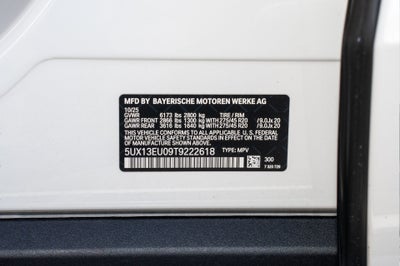 MFD BY BAYERISCHE MOTOREN WERKE AG
10/25
GVWR 6173 lbs 2800 kg TIRE / RIM
GAWR FRONT 2866 lbs 1300 kg WITH 275/45 R20 /9.0Jx 20
GAWR REAR 3616 lbs 1640 kg WITH 275/45 R20 /9.0Jx 20
THIS VEHICLE CONFORMS TO ALL APPLICABLE U.S. FEDERAL
MOTOR VEHICLE SAFETY STANDARDS IN EFFECT ON THE
DATE OF MANUFACTURE SHOWN ABOVE.
5UX13EU09T9222618 TYPE: MPV
300